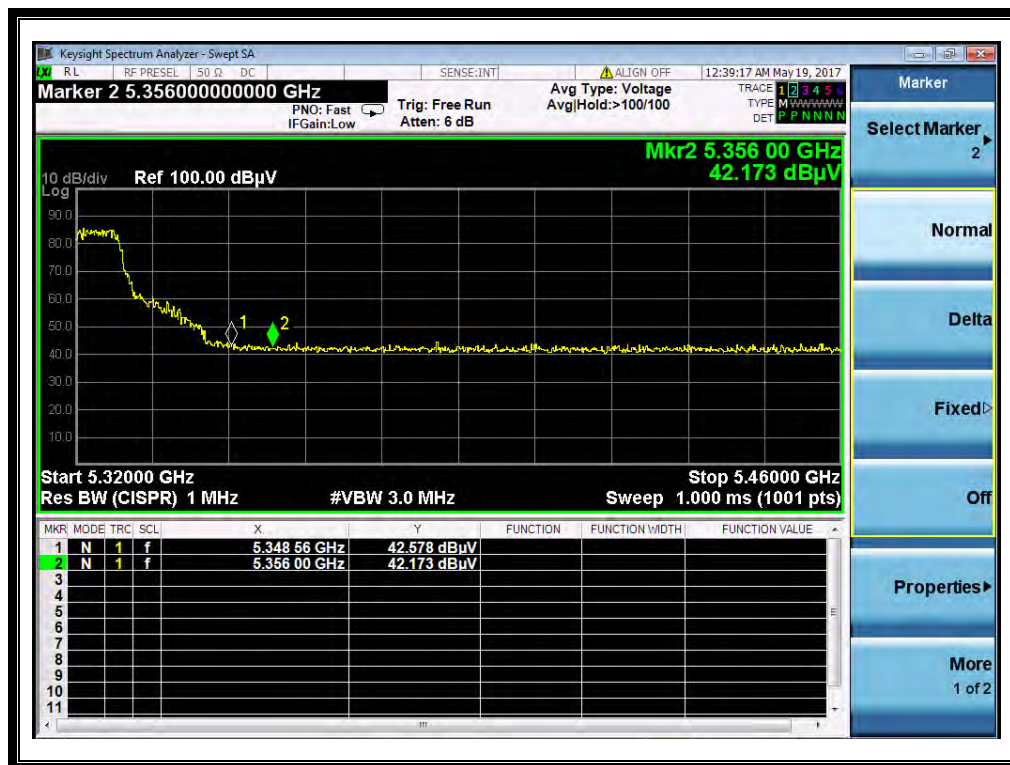 Keysight Spectrum Analyzer - Swept SA
LXI RL RF PRESEL 50 Ω DC SENSE:INT ALIGN OFF 12:39:17 AM May 19, 2017
Marker 2 5.356000000000 GHz
PNO: Fast
IFGain:Low
Trig: Free Run
Atten: 6 dB
Avg Type: Voltage
Avg|Hold:>100/100
TRACE 1 2 3 4 5 6
TYPE M W W W W W
DET P P N N N N
Mkr2 5.356 00 GHz
42.173 dBµV
10 dB/div
Log
Ref 100.00 dBµV
90.0
80.0
70.0
60.0
50.0
40.0
30.0
20.0
10.0
1
2
Start 5.32000 GHz
Stop 5.46000 GHz
Res BW (CISPR) 1 MHz
#VBW 3.0 MHz
Sweep 1.000 ms (1001 pts)
MKR MODE TRC SCL X Y FUNCTION FUNCTION WIDTH FUNCTION VALUE
1 N 1 f 5.348 56 GHz 42.578 dBµV
2 N 1 f 5.356 00 GHz 42.173 dBµV
3
4
5
6
7
8
9
10
11
Marker
Select Marker
2
Normal
Delta
Fixed
Off
Properties
More
1 of 2